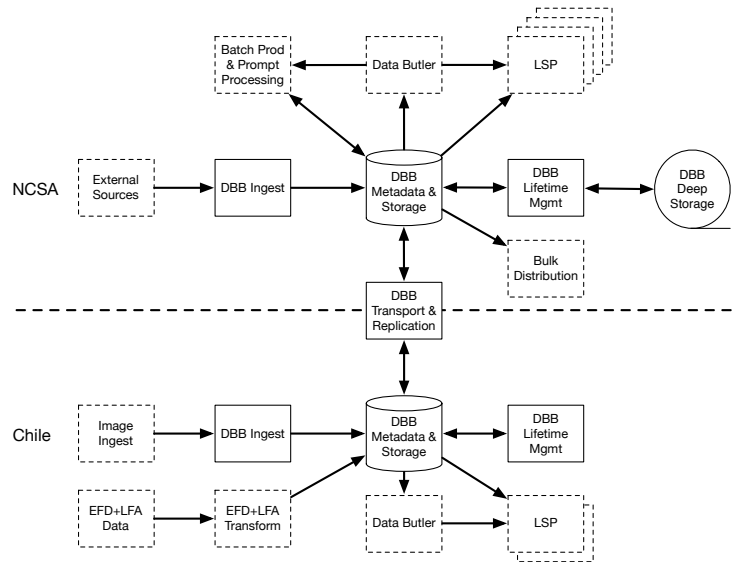 Batch Prod
& Prompt
Processing
Data Butler
LSP
NCSA
External
Sources
DBB Ingest
DBB
Metadata &
Storage
DBB
Lifetime
Mgmt
DBB
Deep
Storage
Bulk
Distribution
DBB
Transport &
Replication
Chile
Image
Ingest
DBB Ingest
DBB
Metadata &
Storage
DBB
Lifetime
Mgmt
EFD+LFA
Data
EFD+LFA
Transform
Data Butler
LSP